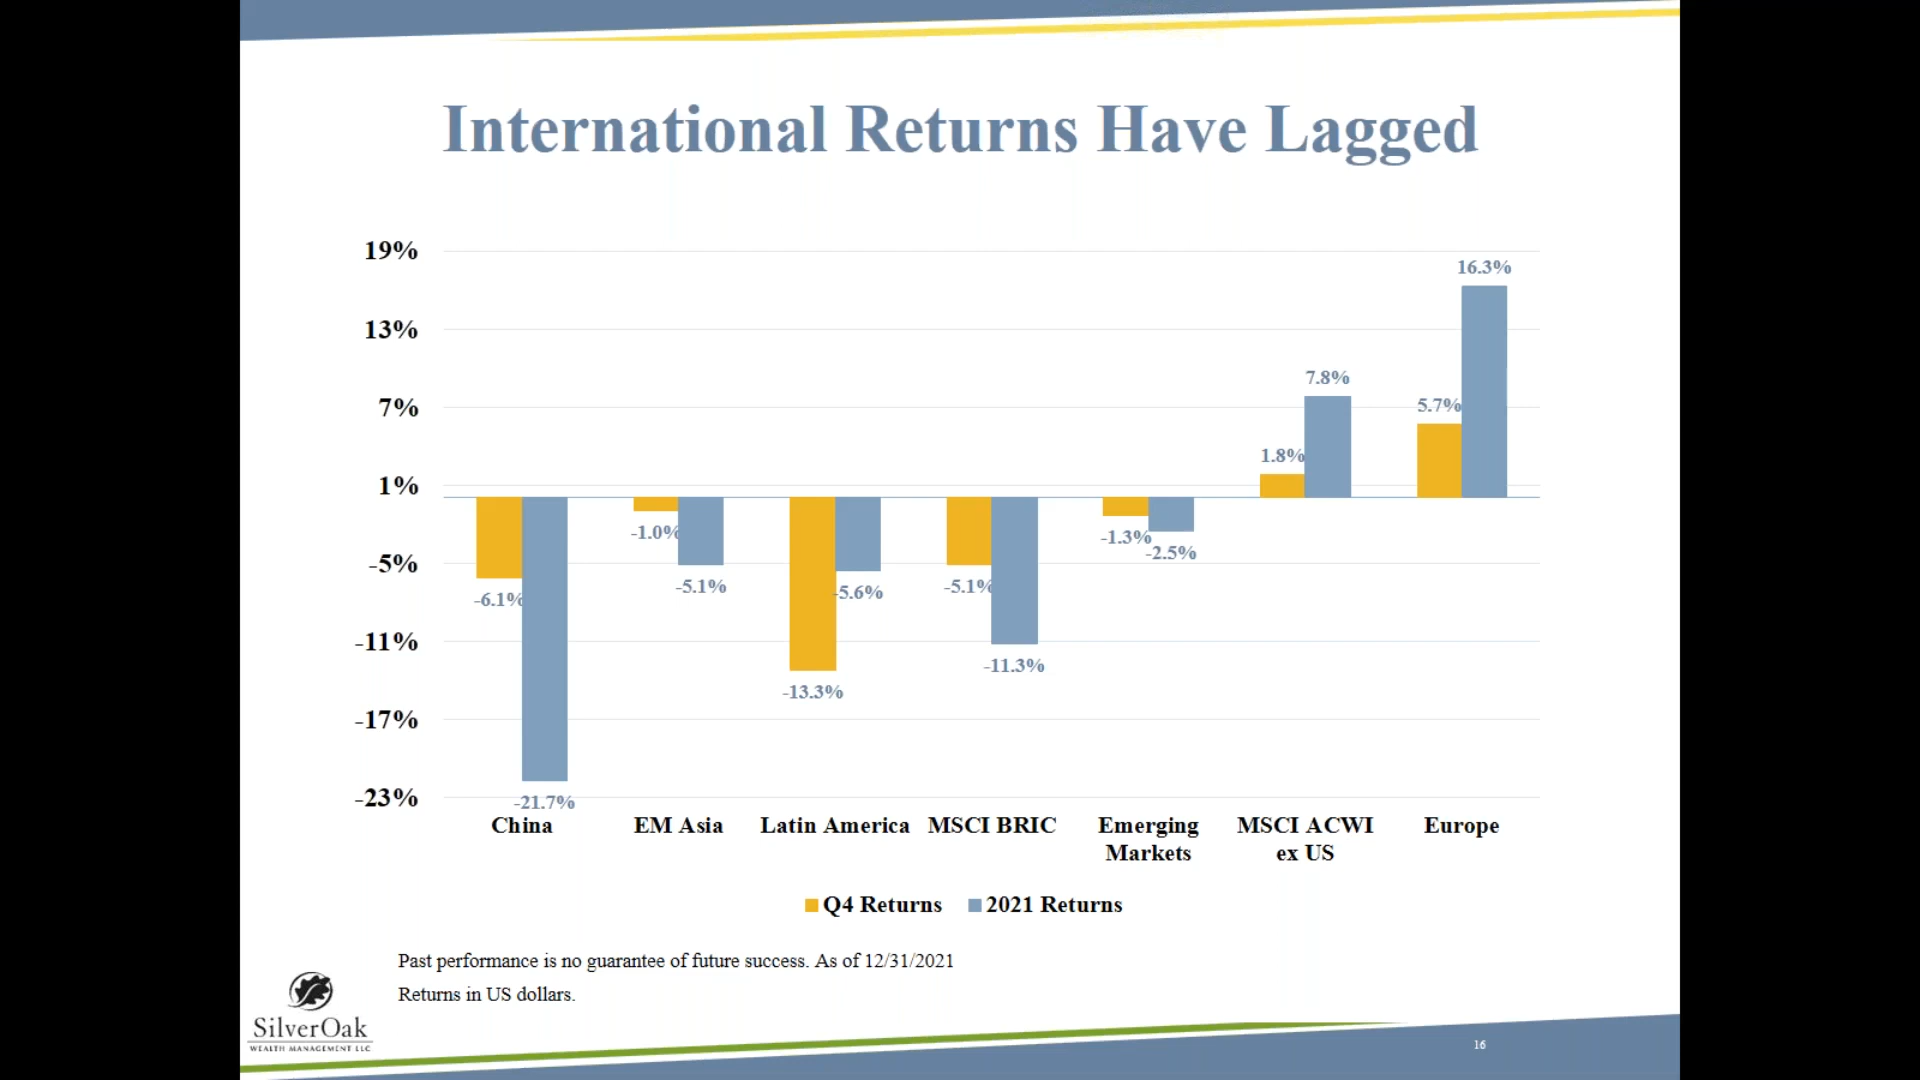 International Returns Have Lagged
19%
13%
7%
1%
-5%
-11%
-17%
-23%
-6.1%
-21.7%
-1.0%
-5.1%
-13.3%
-5.6%
-5.1%
-11.3%
-1.3%
-2.5%
1.8%
7.8%
5.7%
16.3%
China
EM Asia
Latin America
MSCI BRIC
Emerging
Markets
MSCI ACWI
ex US
Europe
Q4 Returns
2021 Returns
Past performance is no guarantee of future success. As of 12/31/2021
Returns in US dollars.
SilverOak
WEALTH MANAGEMENT LLC
16